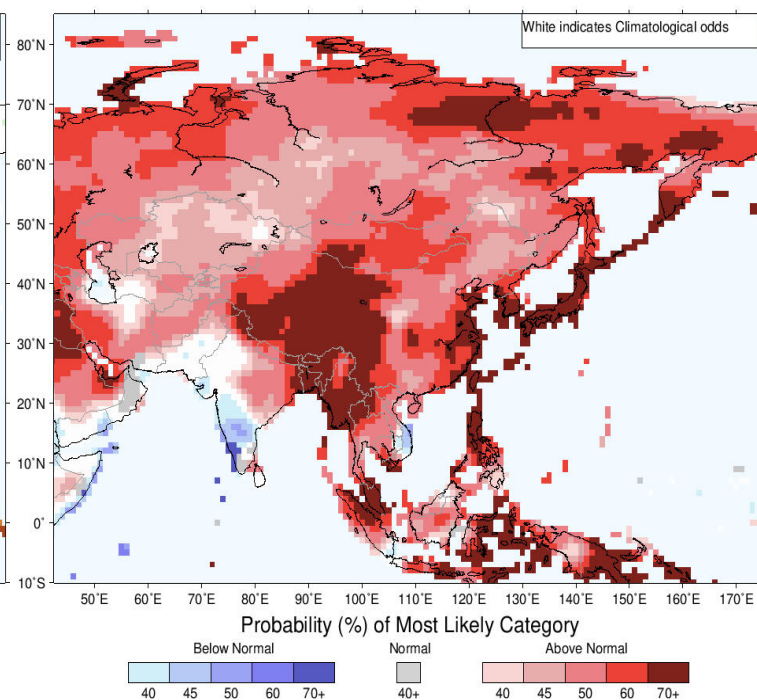 White indicates Climatological odds
80°N
70°N
60°N
50°N
40°N
30°N
20°N
10°N
0°
10°S
50°E 60°E 70°E 80°E 90°E 100°E 110°E 120°E 130°E 140°E 150°E 160°E 170°E
Probability (%) of Most Likely Category
Below Normal Normal Above Normal
40 45 50 60 70+ 40+ 40 45 50 60 70+